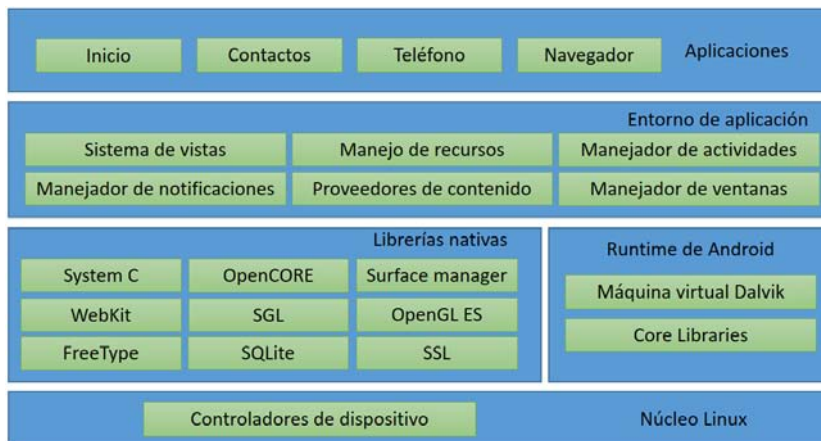 Inicio Contactos Teléfono Navegador Aplicaciones
Entorno de aplicación
Sistema de vistas Manejo de recursos Manejador de actividades
Manejador de notificaciones Proveedores de contenido Manejador de ventanas
Librerías nativas
System C OpenCORE Surface manager
WebKit SGL OpenGL ES
FreeType SQLite SSL
Runtime de Android
Máquina virtual Dalvik
Core Libraries
Controladores de dispositivo Núcleo Linux